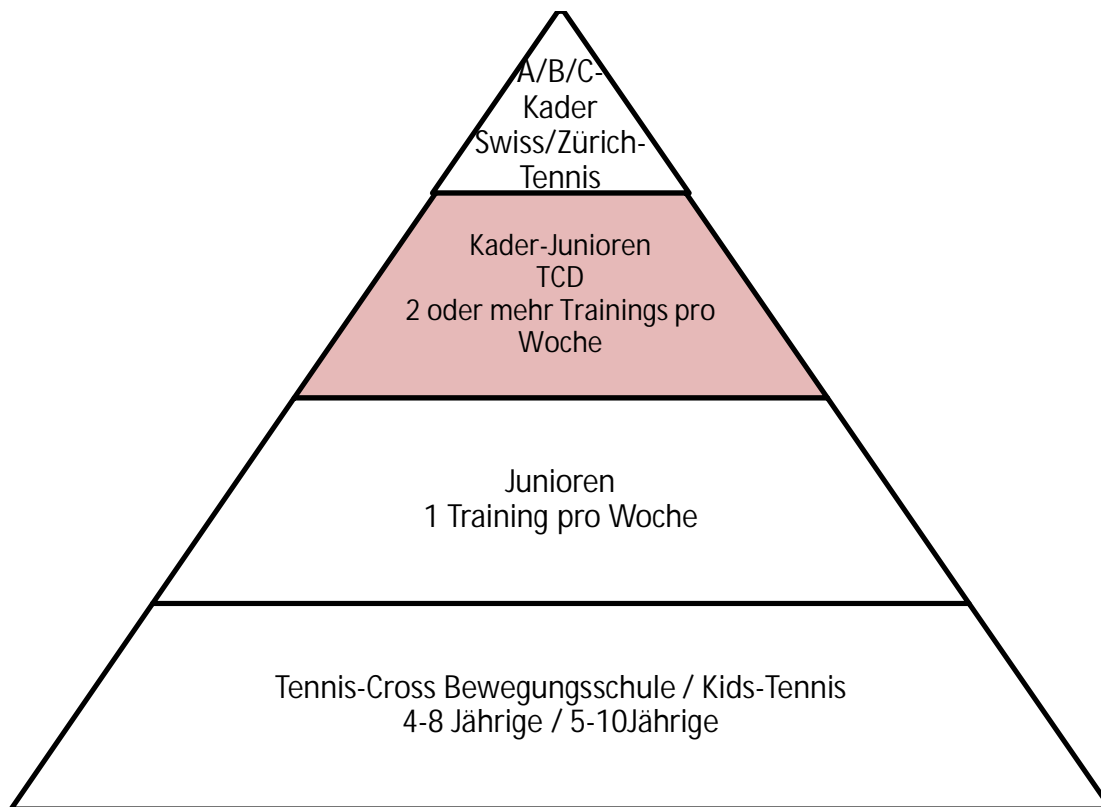 A/B/C-
Kader
Swiss/Zürich-
Tennis
Kader-Junioren
TCD
2 oder mehr Trainings pro
Woche
Junioren
1 Training pro Woche
Tennis-Cross Bewegungsschule / Kids-Tennis
4-8 Jährige / 5-10Jährige